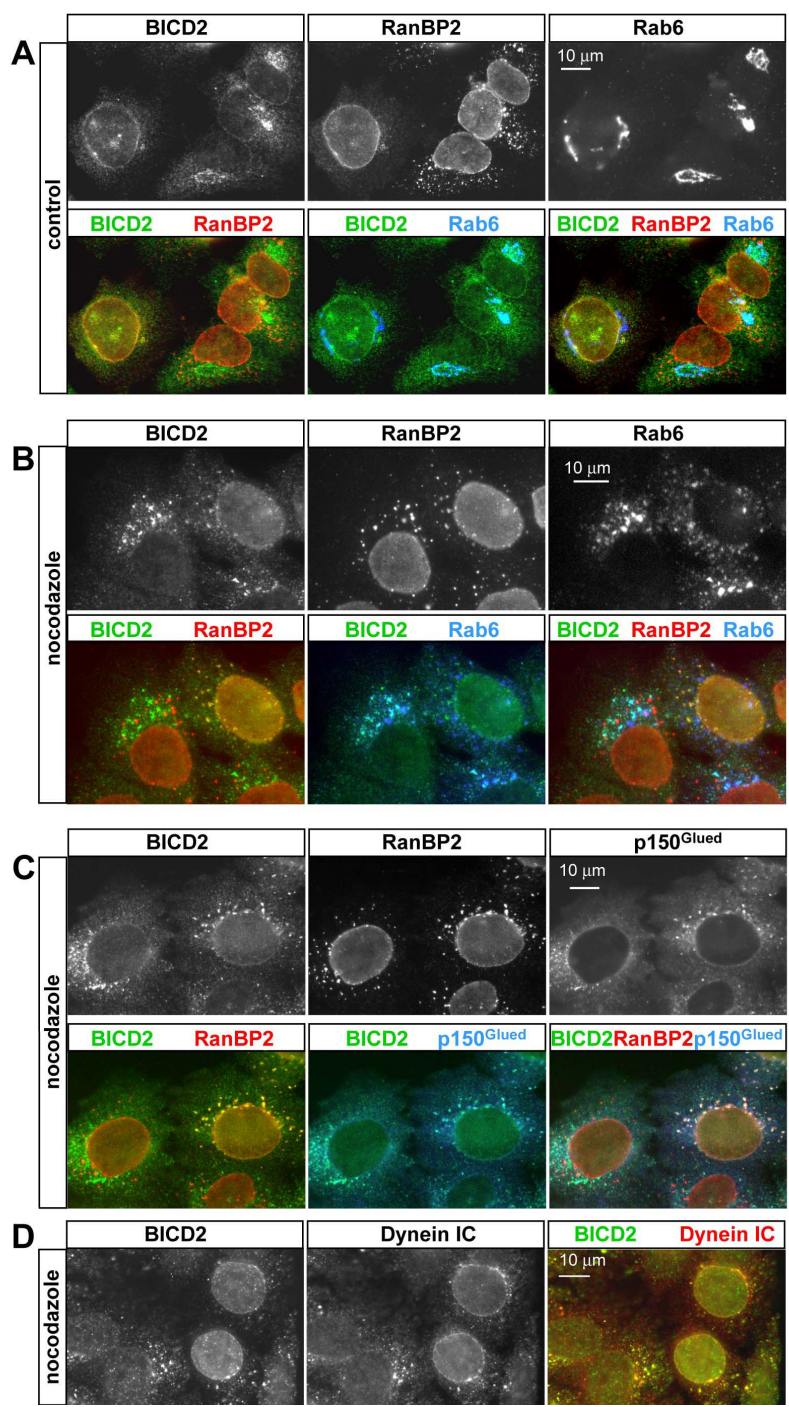 A
control
BICD2 RanBP2 Rab6
10 μm
BICD2 RanBP2 BICD2 Rab6 BICD2 RanBP2 Rab6
B
nocodazole
BICD2 RanBP2 Rab6
10 μm
BICD2 RanBP2 BICD2 Rab6 BICD2 RanBP2 Rab6
C
nocodazole
BICD2 RanBP2 p150Glued
10 μm
BICD2 RanBP2 BICD2 p150Glued BICD2RanBP2p150Glued
D
nocodazole
BICD2 Dynein IC BICD2 Dynein IC
10 μm